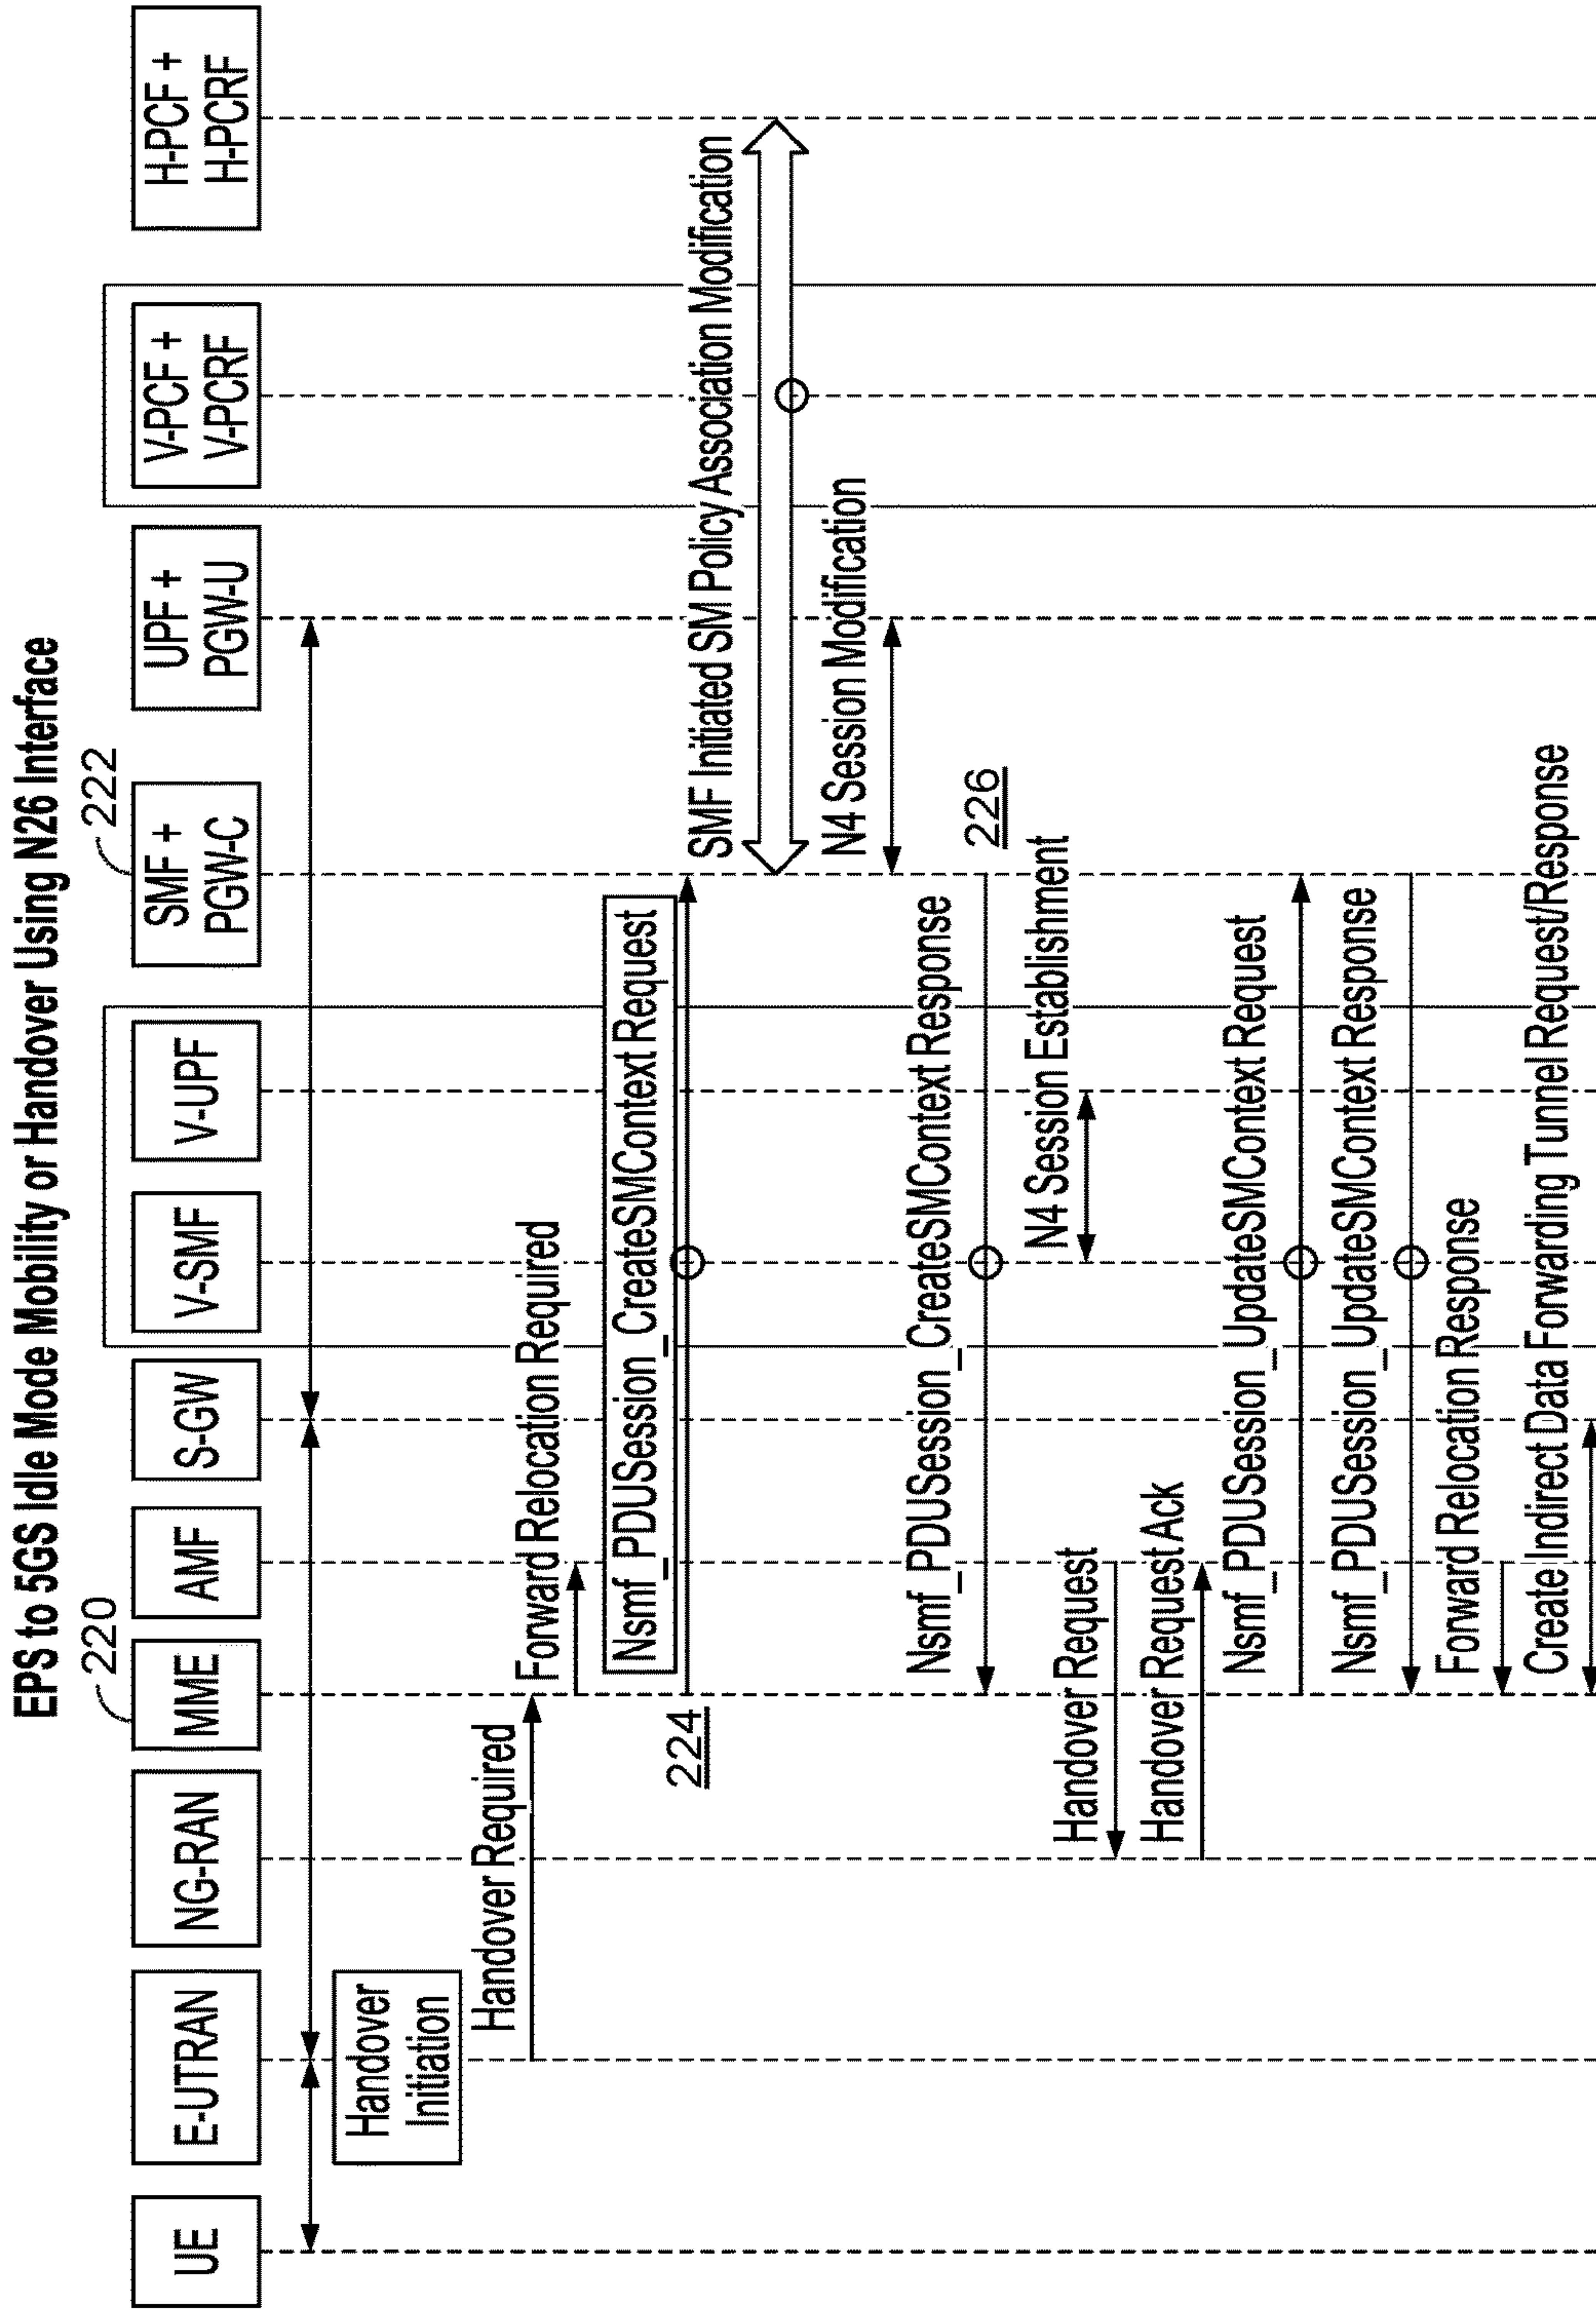 EPS to 5GS Idle Mode Mobility or Handover Using N26 Interface
220
222
UE
E-UTRAN
NG-RAN
MME
AMF
S-GW
V-SMF
V-UPF
SMF +
PGW-C
UPF +
PGW-U
V-PCF +
V-PCRF
H-PCF +
H-PCRF
Handover
Initiation
Handover Required
Forward Relocation Required
Nsmf_PDUSession_CreateSMContext Request
224
SMF Initiated SM Policy Association Modification
N4 Session Modification
Nsmf_PDUSession_CreateSMContext Response
226
N4 Session Establishment
Handover Request
Handover Request Ack
Nsmf_PDUSession_UpdateSMContext Request
Nsmf_PDUSession_UpdateSMContext Response
Forward Relocation Response
Create Indirect Data Forwarding Tunnel Request/Response